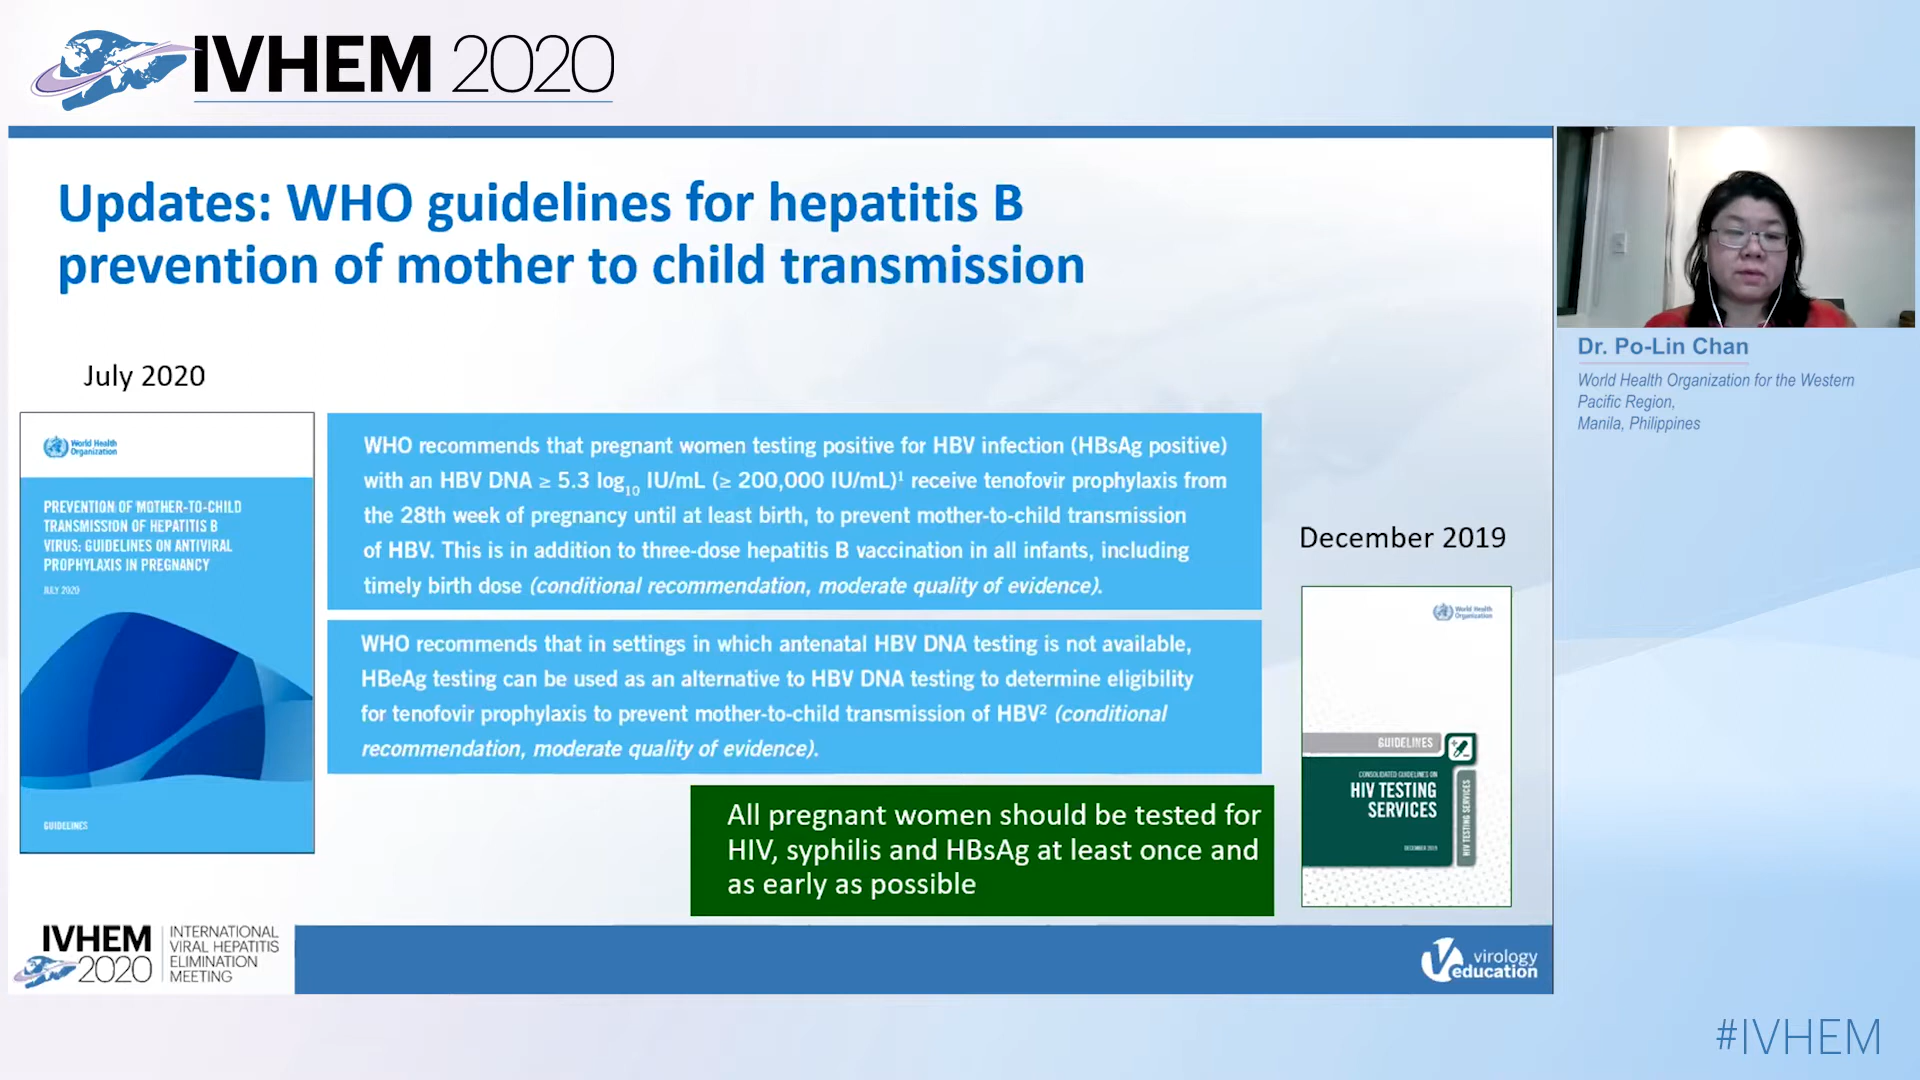 IVHEM 2020
Updates: WHO guidelines for hepatitis B
prevention of mother to child transmission
Dr. Po-Lin Chan
World Health Organization for the Western
Pacific Region,
Manila, Philippines
July 2020
World Health
Organization
PREVENTION OF MOTHER-TO-CHILD
TRANSMISSION OF HEPATITIS B
VIRUS: GUIDELINES ON ANTIVIRAL
PROPHYLAXIS IN PREGNANCY
JULY 2020
GUIDELINES
WHO recommends that pregnant women testing positive for HBV infection (HBsAg positive)
with an HBV DNA ≥ 5.3 log₁₀ IU/mL (≥ 200,000 IU/mL)¹ receive tenofovir prophylaxis from
the 28th week of pregnancy until at least birth, to prevent mother-to-child transmission
of HBV. This is in addition to three-dose hepatitis B vaccination in all infants, including
timely birth dose (conditional recommendation, moderate quality of evidence).
WHO recommends that in settings in which antenatal HBV DNA testing is not available,
HBeAg testing can be used as an alternative to HBV DNA testing to determine eligibility
for tenofovir prophylaxis to prevent mother-to-child transmission of HBV² (conditional
recommendation, moderate quality of evidence).
All pregnant women should be tested for
HIV, syphilis and HBsAg at least once and
as early as possible
December 2019
World Health
Organization
GUIDELINES
CONSOLIDATED GUIDELINES ON
HIV TESTING
SERVICES
DECEMBER 2019
HIV TESTING SERVICES
IVHEM
2020
INTERNATIONAL
VIRAL HEPATITIS
ELIMINATION
MEETING
virology
education
#IVHEM